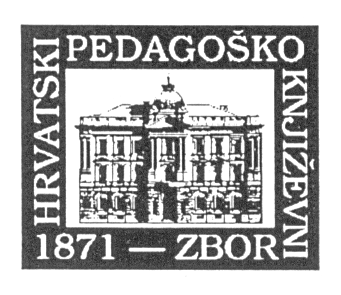 HRVATSKI
PEDAGOŠKO
KNJIŽEVNI
1871 — ZBOR